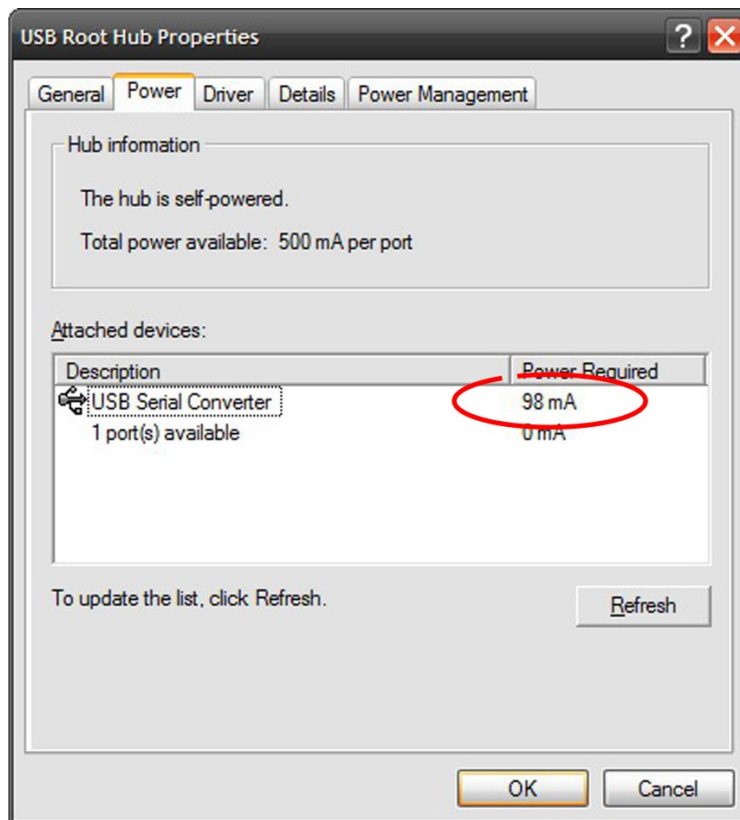 USB Root Hub Properties
General Power Driver Details Power Management
Hub information
The hub is self-powered.
Total power available: 500 mA per port
Attached devices:
Description Power Required
USB Serial Converter 98 mA
1 port(s) available 0 mA
To update the list, click Refresh.
Refresh
OK Cancel